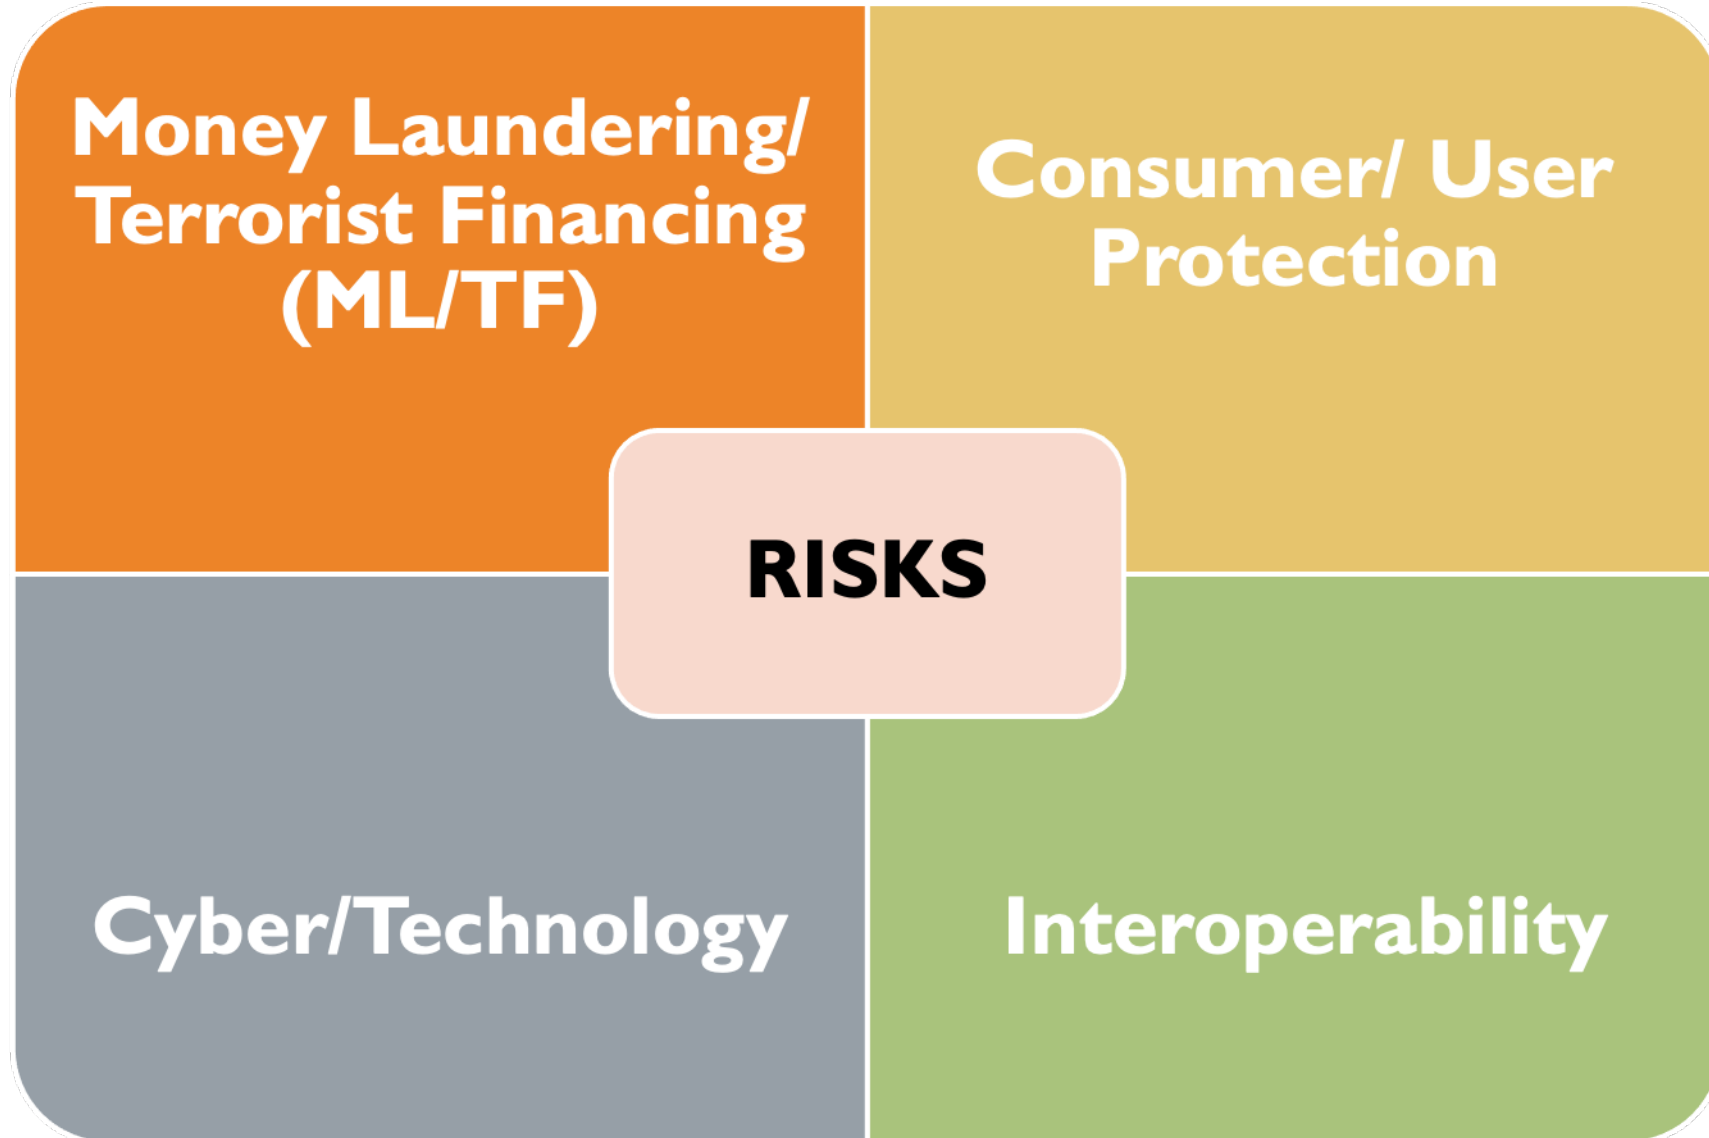 Money Laundering/
Terrorist Financing
(ML/TF)
Consumer/ User
Protection
RISKS
Cyber/Technology
Interoperability